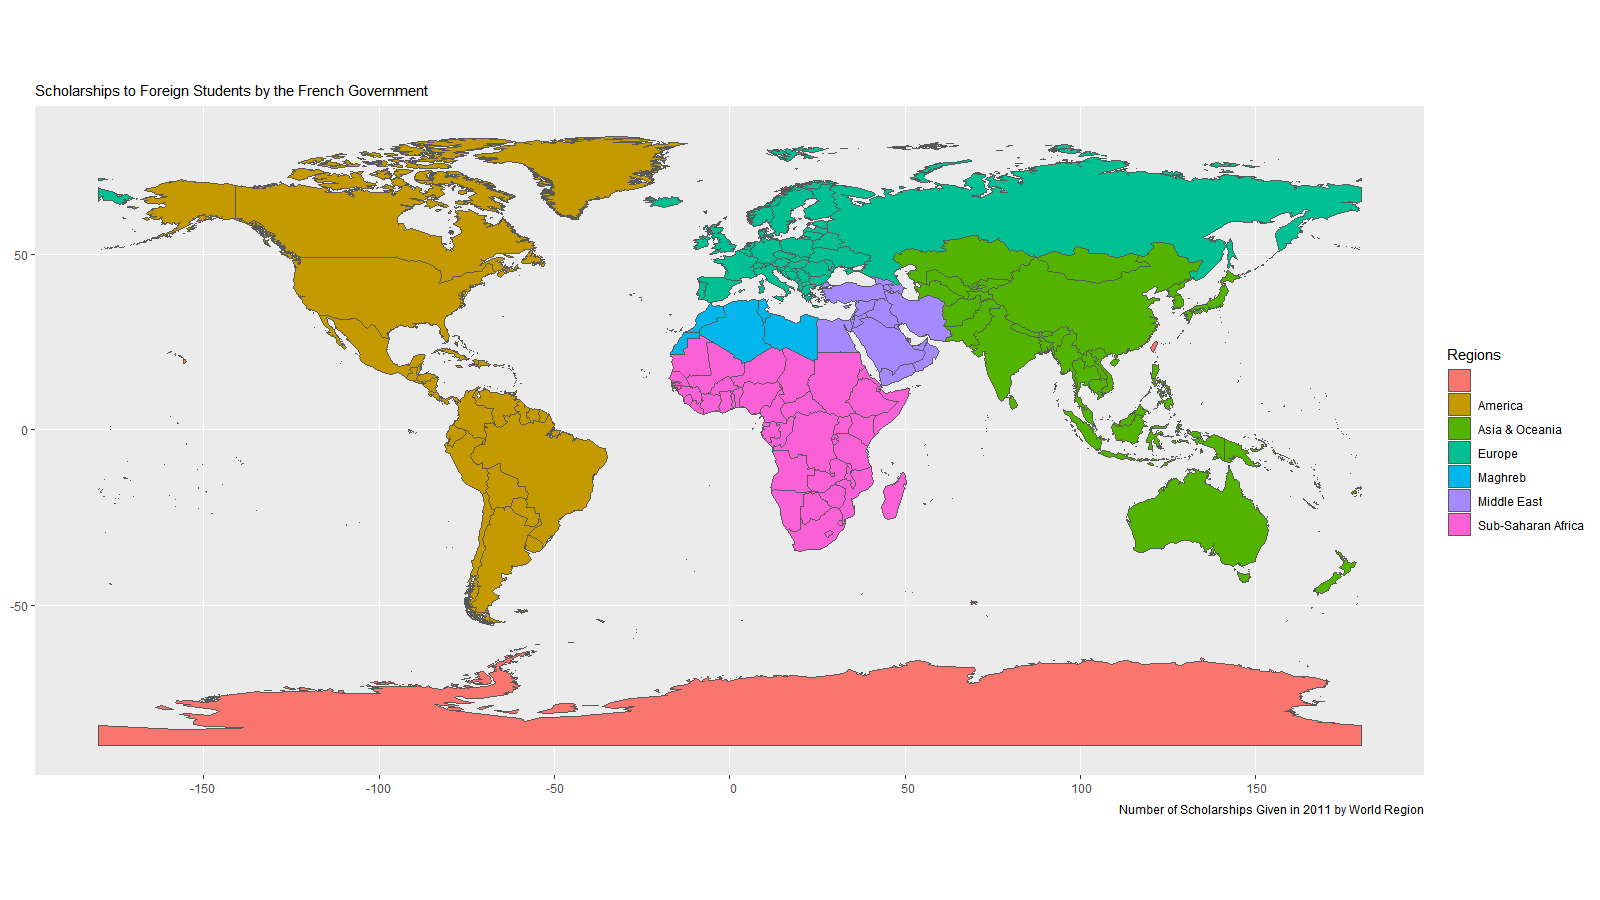 Scholarships to Foreign Students by the French Government
50
0
-50
-150
-100
-50
0
50
100
150
Number of Scholarships Given in 2011 by World Region
Regions
America
Asia & Oceania
Europe
Maghreb
Middle East
Sub-Saharan Africa